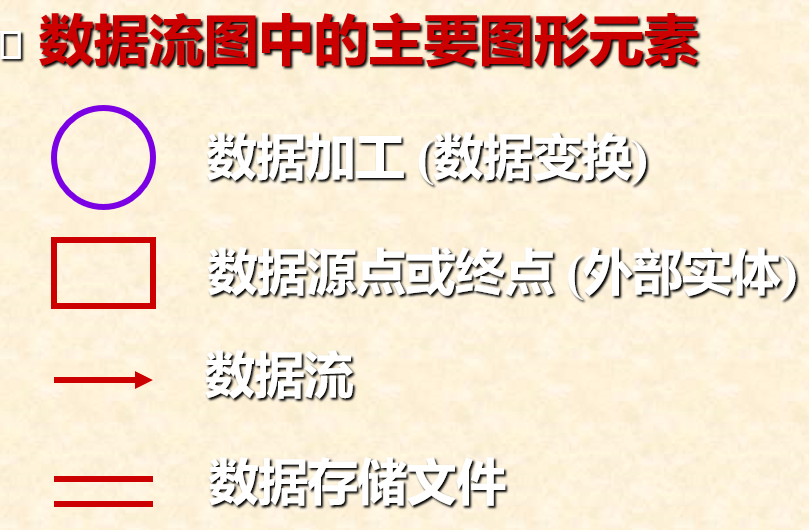 数据流图中的主要图形元素
数据加工 (数据变换)
数据源点或终点 (外部实体)
数据流
数据存储文件